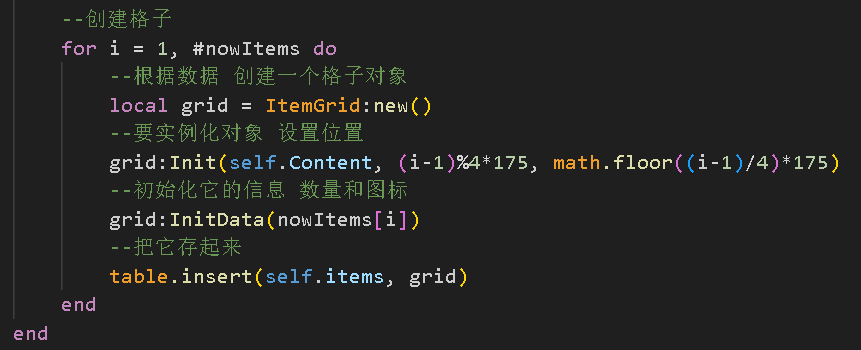 --创建格子
for i = 1, #nowItems do
--根据数据 创建一个格子对象
local grid = ItemGrid:new()
--要实例化对象 设置位置
grid:Init(self.Content, (i-1)%4*175, math.floor((i-1)/4)*175)
--初始化它的信息 数量和图标
grid:InitData(nowItems[i])
--把它存起来
table.insert(self.items, grid)
end
end